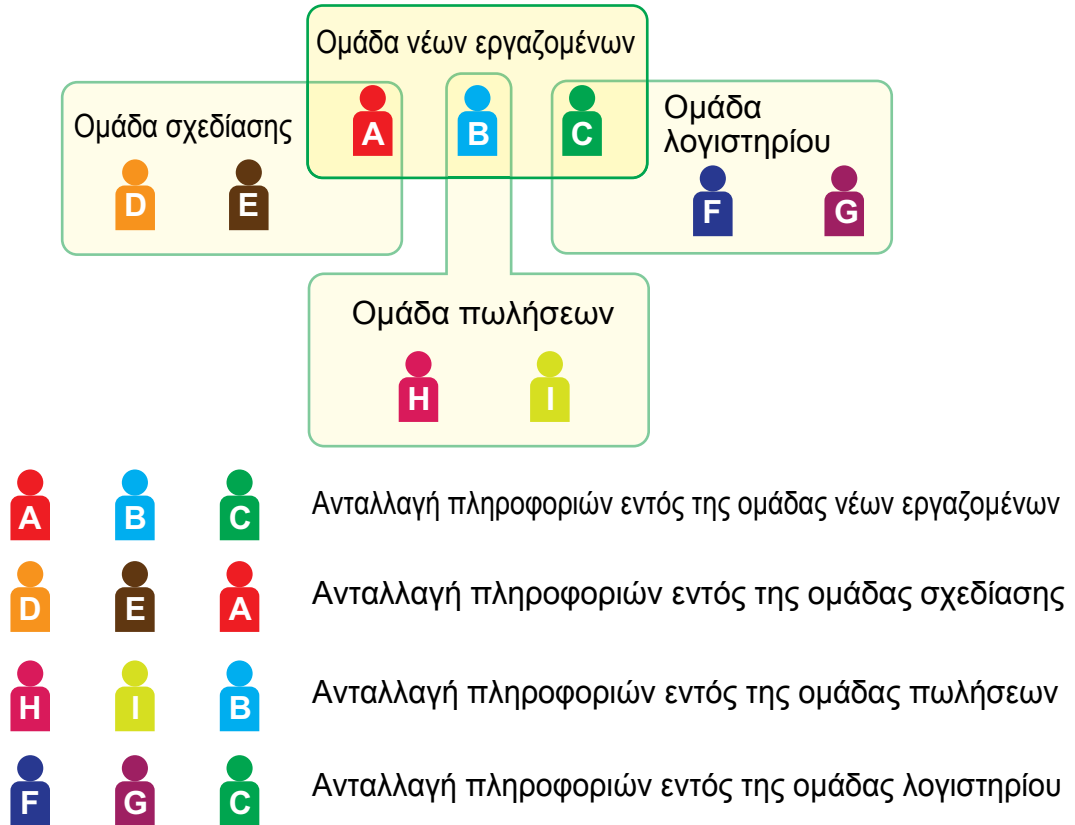 Ομάδα νέων εργαζομένων
Ομάδα σχεδίασης
A
B
C
Ομάδα
λογιστηρίου
D
E
F
G
Ομάδα πωλήσεων
H
I
A B C Ανταλλαγή πληροφοριών εντός της ομάδας νέων εργαζομένων
D E A Ανταλλαγή πληροφοριών εντός της ομάδας σχεδίασης
H I B Ανταλλαγή πληροφοριών εντός της ομάδας πωλήσεων
F G C Ανταλλαγή πληροφοριών εντός της ομάδας λογιστηρίου